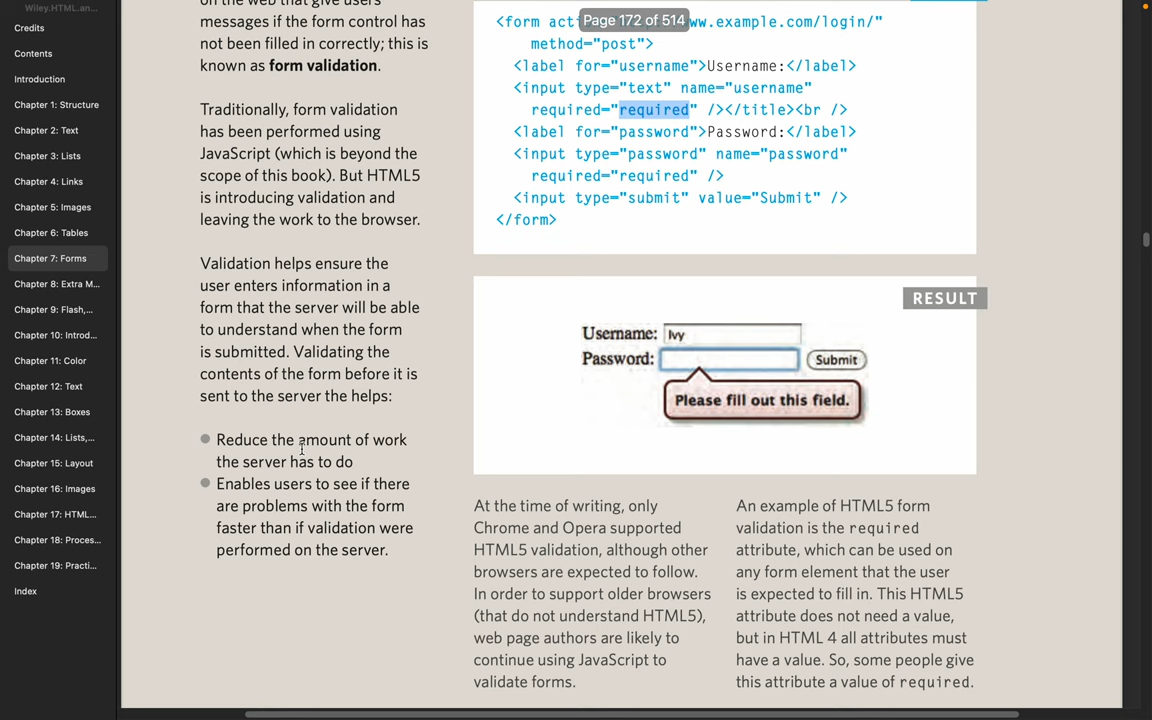 Wiley.HTML.an...
Credits
Contents
Introduction
Chapter 1: Structure
Chapter 2: Text
Chapter 3: Lists
Chapter 4: Links
Chapter 5: Images
Chapter 6: Tables
Chapter 7: Forms
Chapter 8: Extra M...
Chapter 9: Flash,...
Chapter 10: Introd...
Chapter 11: Color
Chapter 12: Text
Chapter 13: Boxes
Chapter 14: Lists,...
Chapter 15: Layout
Chapter 16: Images
Chapter 17: HTML...
Chapter 18: Proces...
Chapter 19: Practi...
Index
on the web that give users
messages if the form control has
not been filled in correctly; this is
known as form validation.
Traditionally, form validation
has been performed using
JavaScript (which is beyond the
scope of this book). But HTML5
is introducing validation and
leaving the work to the browser.
Validation helps ensure the
user enters information in a
form that the server will be able
to understand when the form
is submitted. Validating the
contents of the form before it is
sent to the server the helps:
Reduce the amount of work
the server has to do
Enables users to see if there
are problems with the form
faster than if validation were
performed on the server.
Page 172 of 514
<form acti ww.example.com/login/"
method="post">
<label for="username">Username:</label>
<input type="text" name="username"
required="required" /></title><br />
<label for="password">Password:</label>
<input type="password" name="password"
required="required" />
<input type="submit" value="Submit" />
</form>
RESULT
Username: Ivy
Password: Submit
Please fill out this field.
At the time of writing, only
Chrome and Opera supported
HTML5 validation, although other
browsers are expected to follow.
In order to support older browsers
(that do not understand HTML5),
web page authors are likely to
continue using JavaScript to
validate forms.
An example of HTML5 form
validation is the required
attribute, which can be used on
any form element that the user
is expected to fill in. This HTML5
attribute does not need a value,
but in HTML 4 all attributes must
have a value. So, some people give
this attribute a value of required.